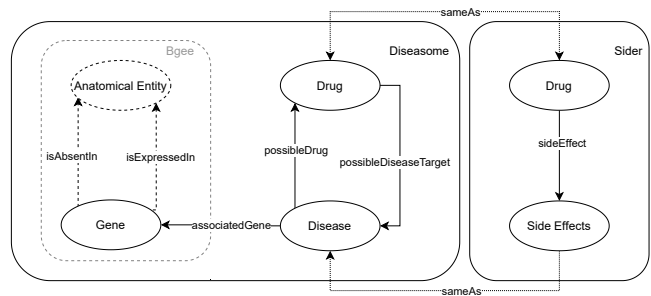 sameAs
Bgee
Diseasome
Sider
Anatomical Entity
Drug
Drug
isAbsentIn
isExpressedIn
possibleDrug
possibleDiseaseTarget
sideEffect
Gene
associatedGene
Disease
Side Effects
sameAs